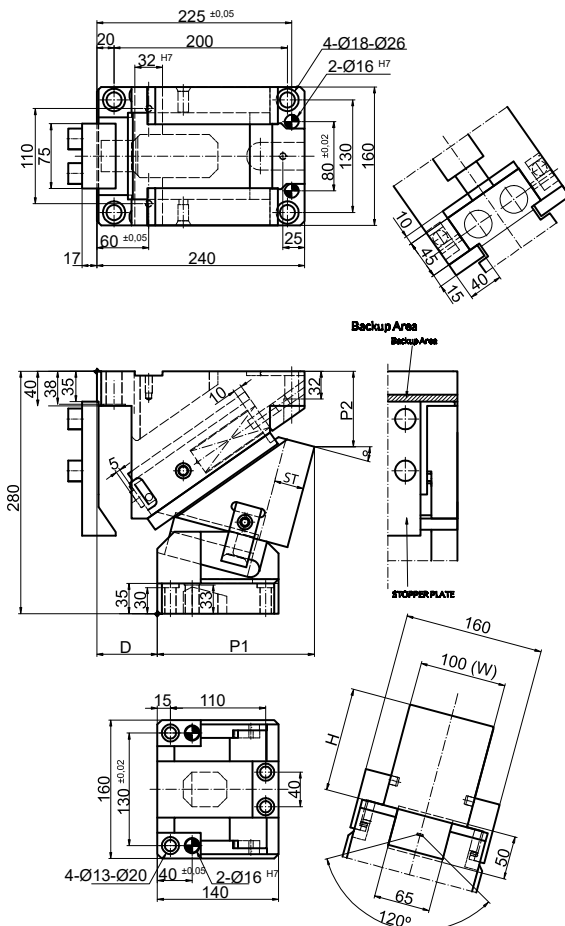 225 ±0,05
20
200
4-Ø18-Ø26
32 H7
2-Ø16 H7
110
75
80 ±0,02
130
160
60 ±0,05
25
17
240
10
45
15
40
Backup Area
Backup Area
40
38
35
10
32
P2
5
ST
280
35
30
33
D
P1
STOPPER PLATE
160
100 (W)
H
15
110
160
130 ±0,02
40
50
4-Ø13-Ø20
40 ±0,05
2-Ø16 H7
140
65
120º